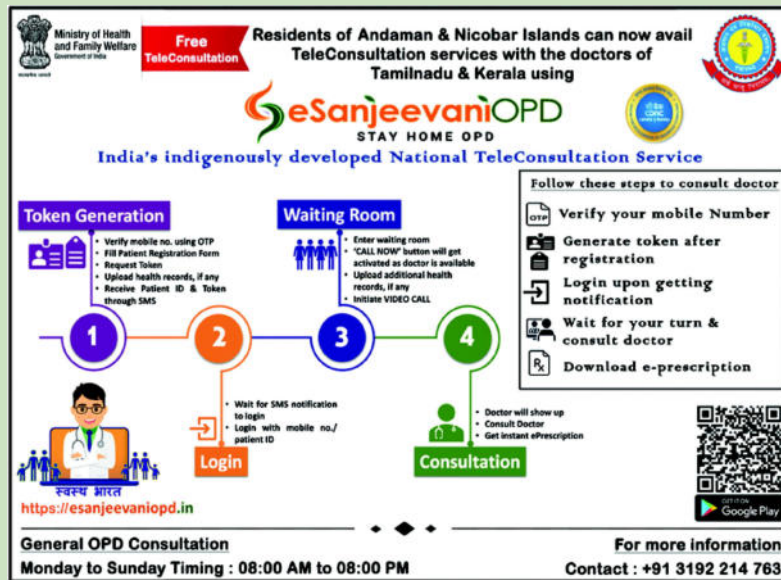 Ministry of Health
and Family Welfare
Government of India
Free
TeleConsultation
Residents of Andaman & Nicobar Islands can now avail
TeleConsultation services with the doctors of
Tamilnadu & Kerala using
eSanjeevaniOPD
STAY HOME OPD
India's indigenously developed National TeleConsultation Service
Token Generation
• Verify mobile no. using OTP
• Fill Patient Registration Form
• Request Token
• Upload health records, if any
• Receive Patient ID & Token
through SMS
1
2
• Wait for SMS notification
to login
• Login with mobile no./
patient ID
Login
Waiting Room
• Enter waiting room
• 'CALL NOW' button will get
activated as doctor is available
• Upload additional health
records, if any
• Initiate VIDEO CALL
3
4
• Doctor will show up
• Consult Doctor
• Get instant ePrescription
Consultation
Follow these steps to consult doctor
OTP
Verify your mobile Number
Generate token after
registration
Login upon getting
notification
Wait for your turn &
consult doctor
Rx
Download e-prescription
स्वस्थ भारत
https://esanjeevaniopd.in
GET IT ON
Google Play
General OPD Consultation
Monday to Sunday Timing : 08:00 AM to 08:00 PM
For more information
Contact : +91 3192 214 763